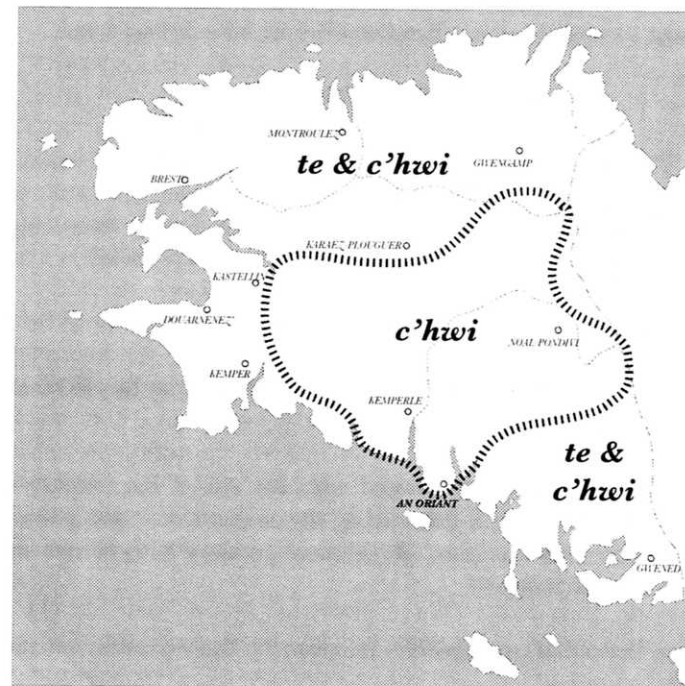 MONTROULEZ
te & c'hwi
GWENGAMP
BREST
KARAEZ-PLOUGUER
KASTELLIN
c'hwi
DOUARNENEZ
NOAL PONDIVI
KEMPER
KEMPERLE
te &
c'hwi
AN ORIANT
GWENED